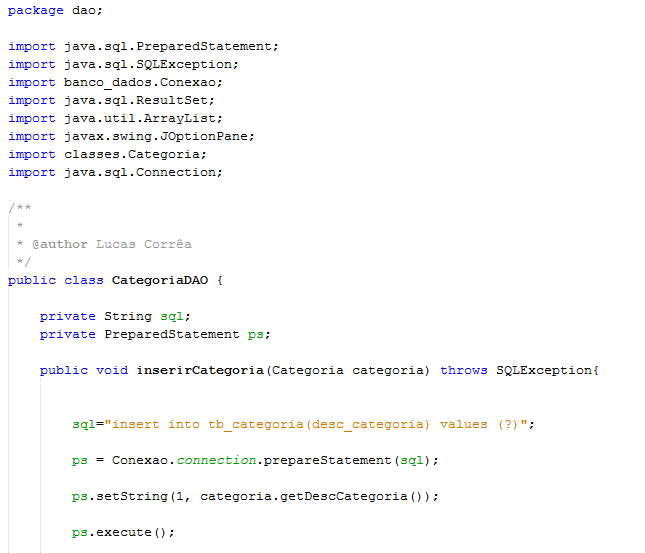 package dao;
import java.sql.PreparedStatement;
import java.sql.SQLException;
import banco_dados.Conexao;
import java.sql.ResultSet;
import java.util.ArrayList;
import javax.swing.JOptionPane;
import classes.Categoria;
import java.sql.Connection;
/**
 *
 * @author Lucas Corrêa
 */
public class CategoriaDAO {
    private String sql;
    private PreparedStatement ps;
    public void inserirCategoria(Categoria categoria) throws SQLException{
        sql="insert into tb_categoria(desc_categoria) values (?)";
        ps = Conexao.connection.prepareStatement(sql);
        ps.setString(1, categoria.getDescCategoria());
        ps.execute();